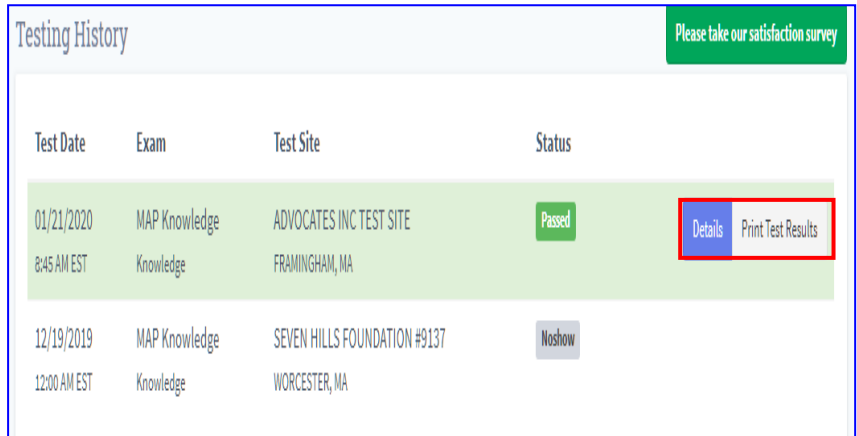 Testing History
Please take our satisfaction survey
Test Date Exam Test Site Status
01/21/2020 MAP Knowledge ADVOCATES INC TEST SITE Passed Details Print Test Results
8:45 AM EST Knowledge FRAMINGHAM, MA
12/19/2019 MAP Knowledge SEVEN HILLS FOUNDATION #9137 Noshow
12:00 AM EST Knowledge WORCESTER, MA